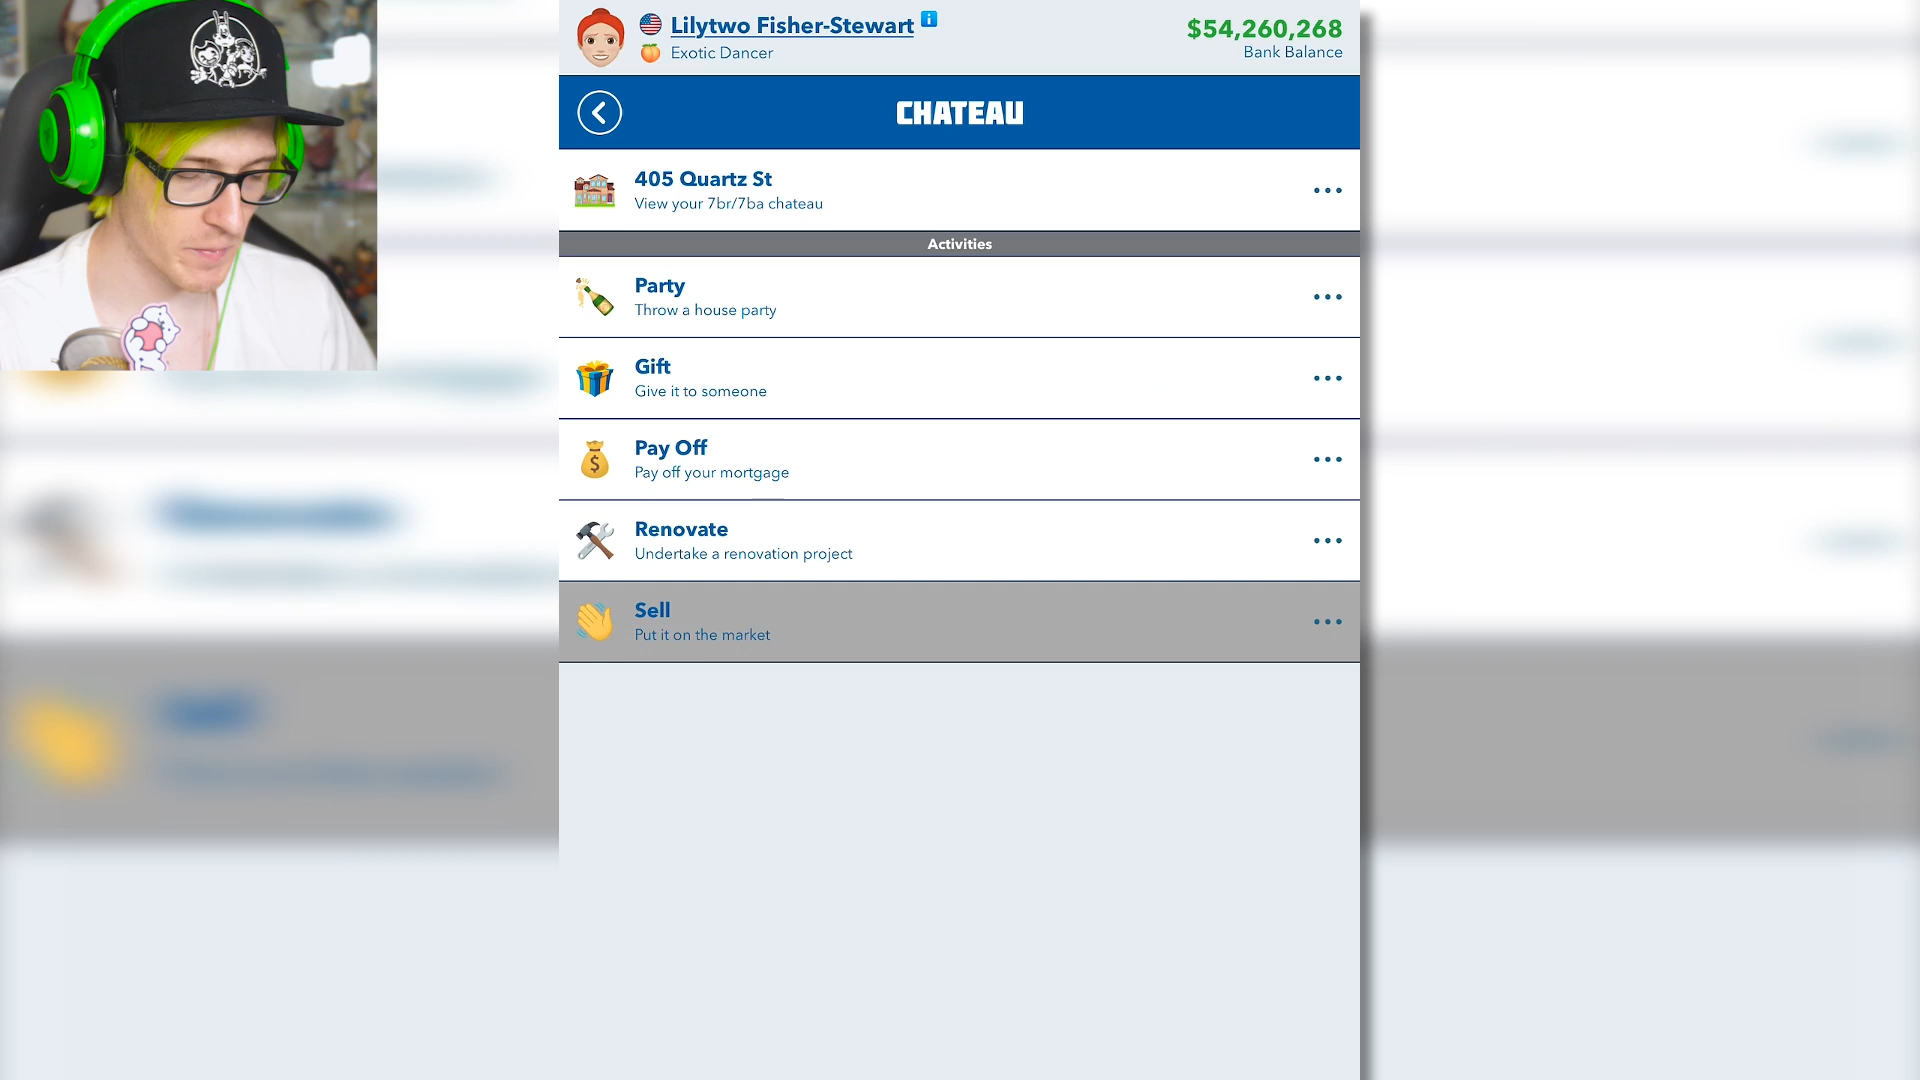 Lilytwo Fisher-Stewart
Exotic Dancer
$54,260,268
Bank Balance
CHATEAU
405 Quartz St
View your 7br/7ba chateau
Activities
Party
Throw a house party
Gift
Give it to someone
Pay Off
Pay off your mortgage
Renovate
Undertake a renovation project
Sell
Put it on the market